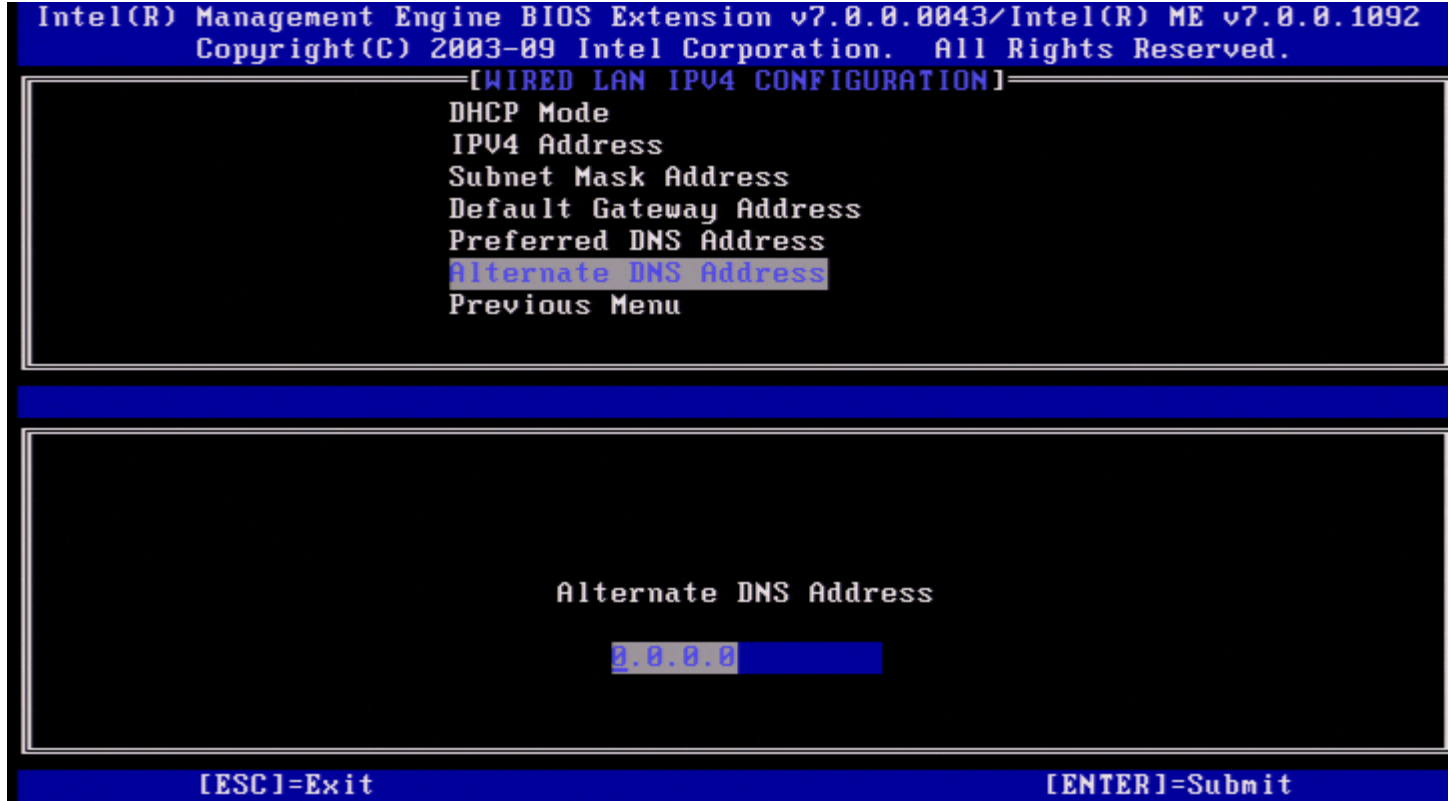 Intel(R) Management Engine BIOS Extension v7.0.0.0043/Intel(R) ME v7.0.0.1092
Copyright(C) 2003-09 Intel Corporation. All Rights Reserved.
[WIRED LAN IPV4 CONFIGURATION]
DHCP Mode
IPV4 Address
Subnet Mask Address
Default Gateway Address
Preferred DNS Address
Alternate DNS Address
Previous Menu
Alternate DNS Address
0.0.0.0
[ESC]=Exit [ENTER]=Submit